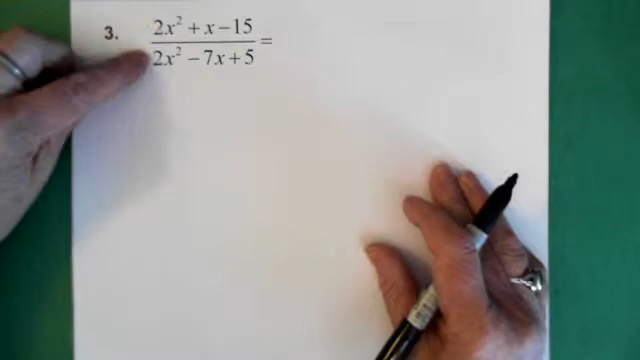 3. 2x² + x − 15
2x² − 7x + 5 =